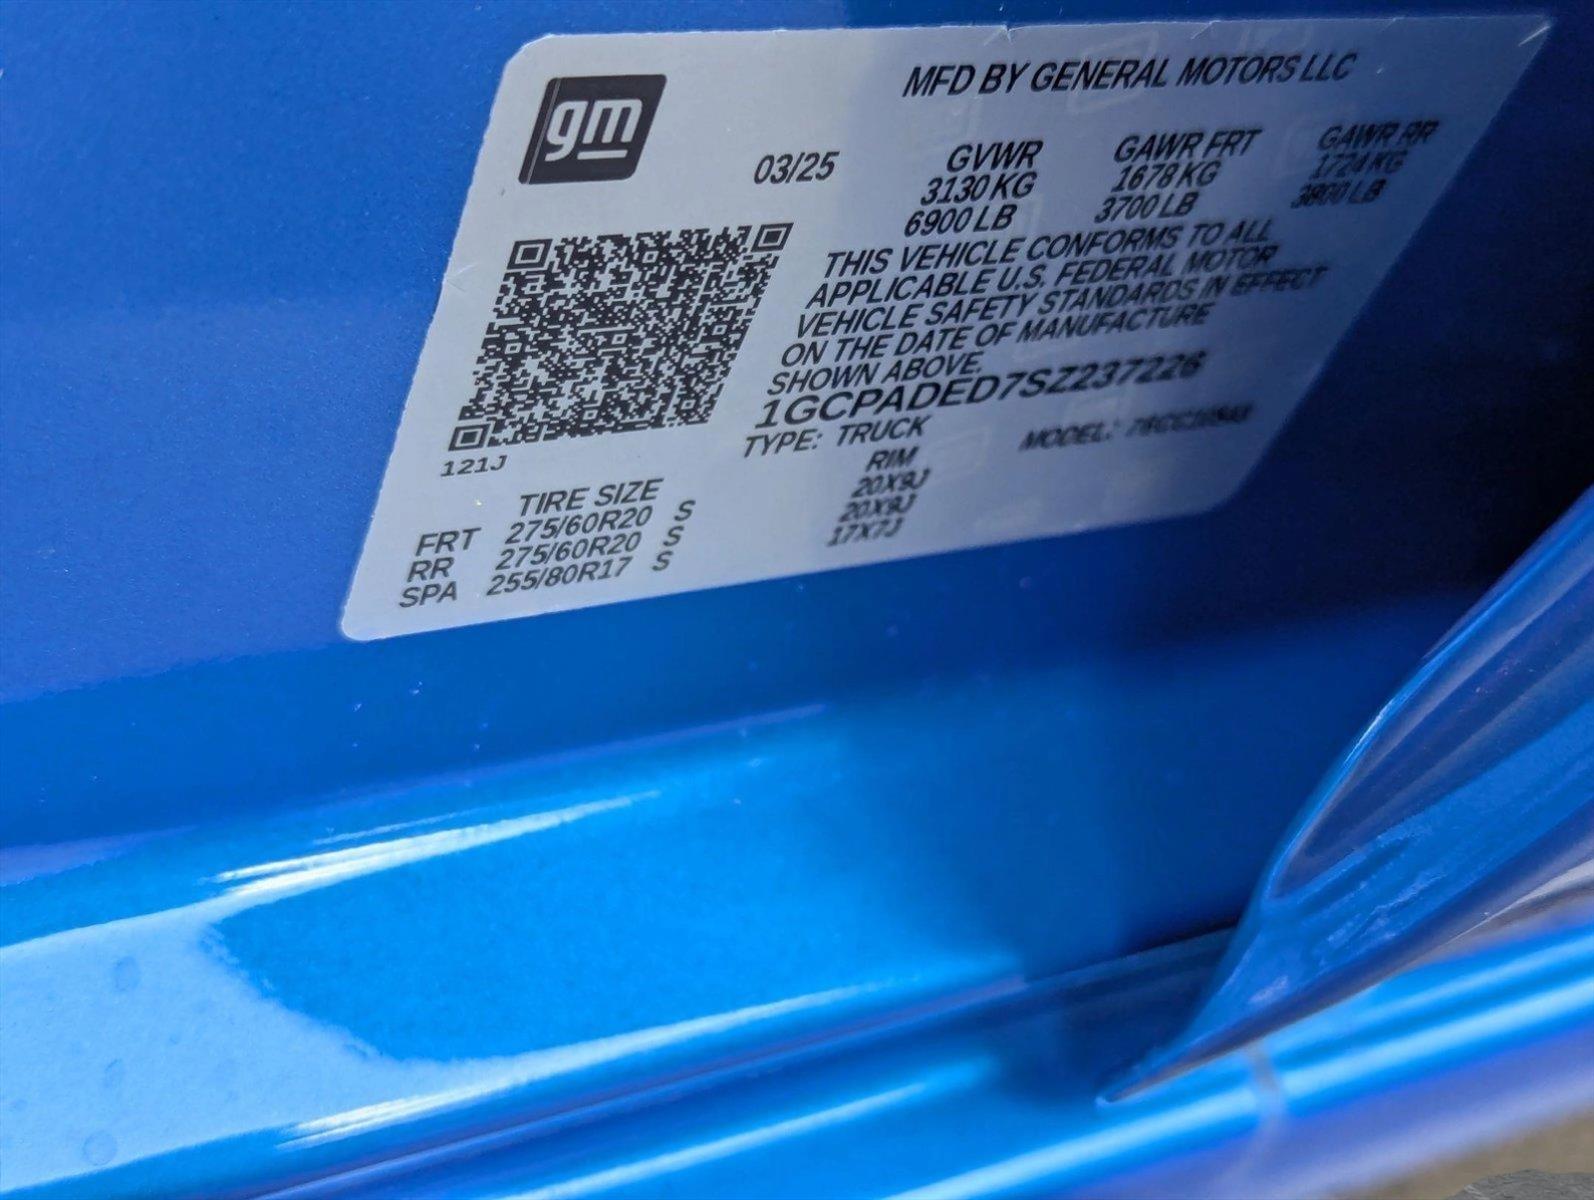 gm
MFD BY GENERAL MOTORS LLC
03/25
GVWR GAWR FRT GAWR RR
3130 KG 1678 KG 1724 KG
6900 LB 3700 LB 3800 LB
THIS VEHICLE CONFORMS TO ALL
APPLICABLE U.S. FEDERAL MOTOR
VEHICLE SAFETY STANDARDS IN EFFECT
ON THE DATE OF MANUFACTURE
SHOWN ABOVE.
1GCPADED7SZ237226
TYPE: TRUCK MODEL:
121J
TIRE SIZE RIM
FRT 275/60R20 S 20X9J
RR 275/60R20 S 20X9J
SPA 255/80R17 S 17X7J